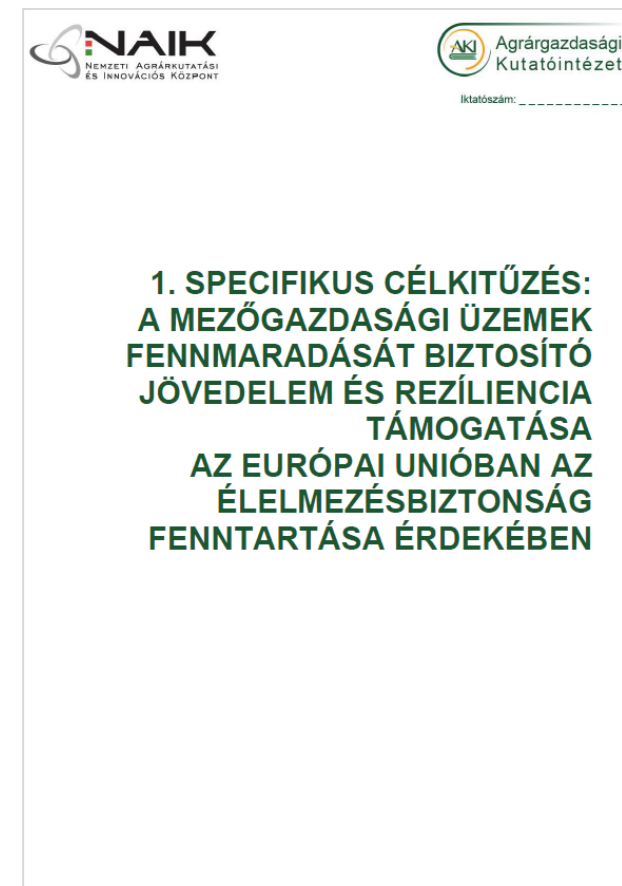 NAIK
NEMZETI AGRÁRKUTATÁSI
ÉS INNOVÁCIÓS KÖZPONT
AKI
Agrárgazdasági
Kutatóintézet
Iktatószám: _ _ _ _ _ _ _ _ _ _ _ _
1. SPECIFIKUS CÉLKITŰZÉS:
A MEZŐGAZDASÁGI ÜZEMEK
FENNMARADÁSÁT BIZTOSÍTÓ
JÖVEDELEM ÉS REZÍLIENCIA
TÁMOGATÁSA
AZ EURÓPAI UNIÓBAN AZ
ÉLELMEZÉSBIZTONSÁG
FENNTARTÁSA ÉRDEKÉBEN